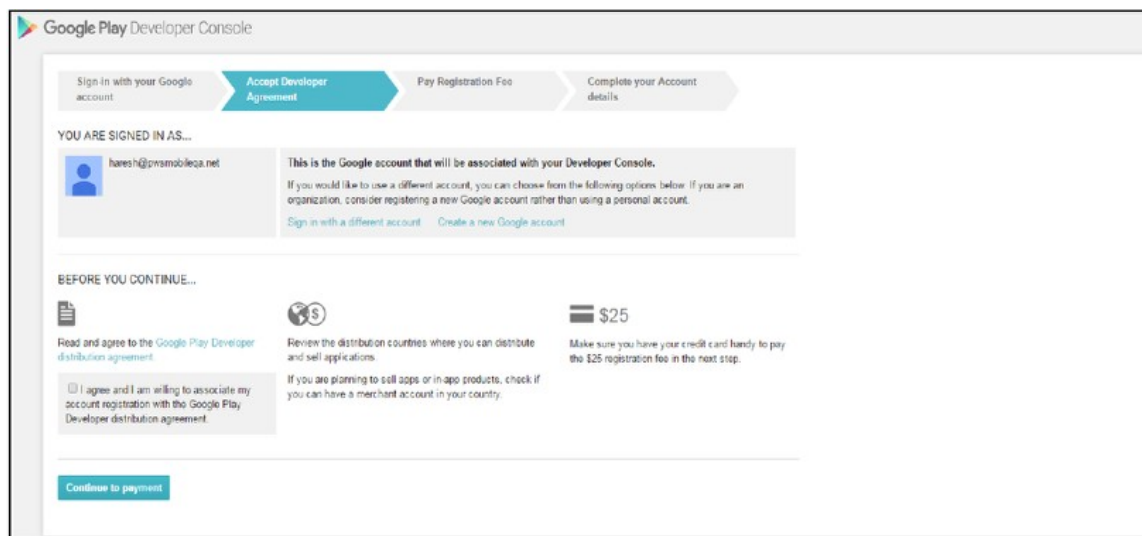 Google Play Developer Console
Sign in with your Google
account
Accept Developer
Agreement
Pay Registration Fee
Complete your Account
details
YOU ARE SIGNED IN AS...
haresh@pwsmobileqa.net
This is the Google account that will be associated with your Developer Console.
If you would like to use a different account, you can choose from the following options below. If you are an
organization, consider registering a new Google account rather than using a personal account.
Sign in with a different account Create a new Google account
BEFORE YOU CONTINUE...
Read and agree to the Google Play Developer
distribution agreement.
I agree and I am willing to associate my
account registration with the Google Play
Developer distribution agreement.
$
Review the distribution countries where you can distribute
and sell applications.
If you are planning to sell apps or in-app products, check if
you can have a merchant account in your country.
$25
Make sure you have your credit card handy to pay
the $25 registration fee in the next step.
Continue to payment